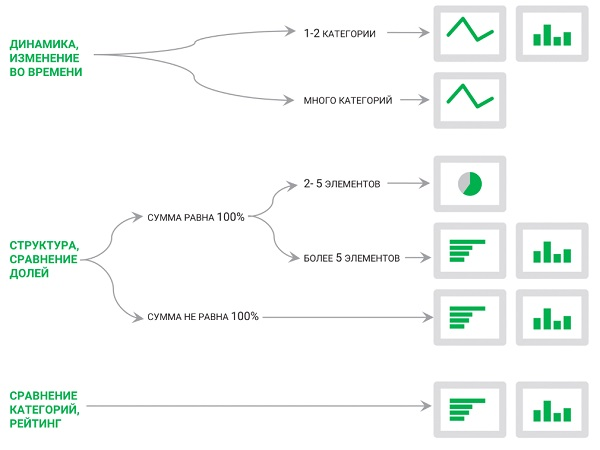 ДИНАМИКА,
ИЗМЕНЕНИЕ
ВО ВРЕМЕНИ
1-2 КАТЕГОРИИ
МНОГО КАТЕГОРИЙ
СТРУКТУРА,
СРАВНЕНИЕ
ДОЛЕЙ
СУММА РАВНА 100%
2- 5 ЭЛЕМЕНТОВ
БОЛЕЕ 5 ЭЛЕМЕНТОВ
СУММА НЕ РАВНА 100%
СРАВНЕНИЕ
КАТЕГОРИЙ,
РЕЙТИНГ